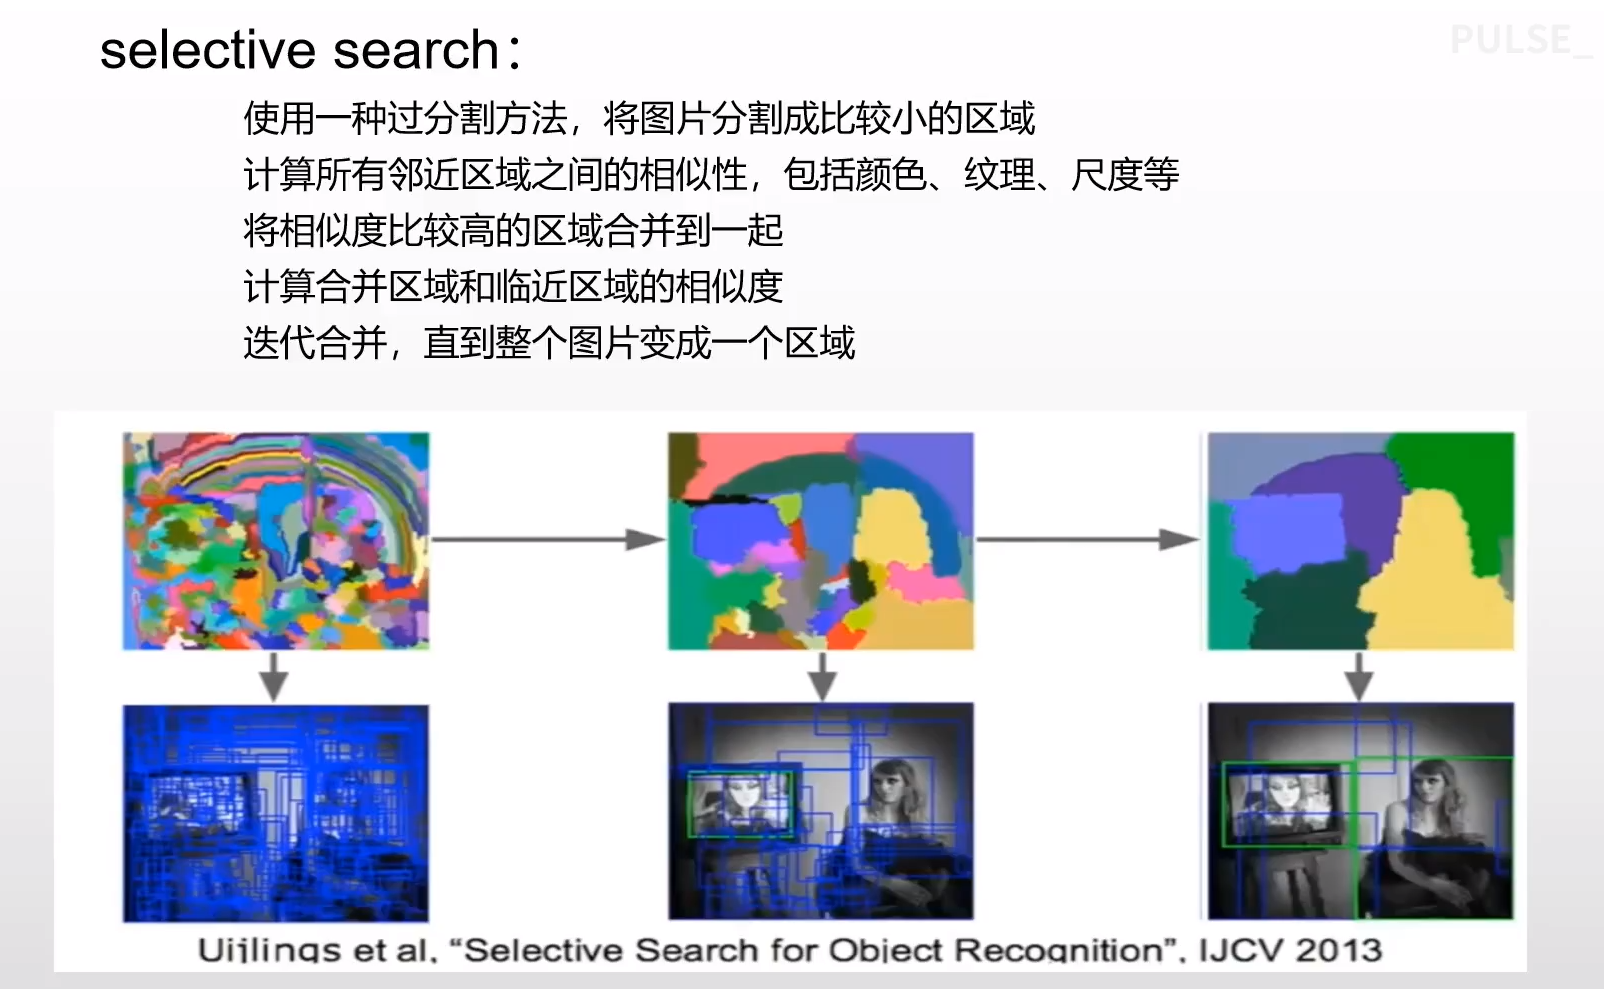 selective search：
PULSE_
使用一种过分割方法，将图片分割成比较小的区域
计算所有邻近区域之间的相似性，包括颜色、纹理、尺度等
将相似度比较高的区域合并到一起
计算合并区域和临近区域的相似度
迭代合并，直到整个图片变成一个区域
Uijlings et al, “Selective Search for Object Recognition”, IJCV 2013